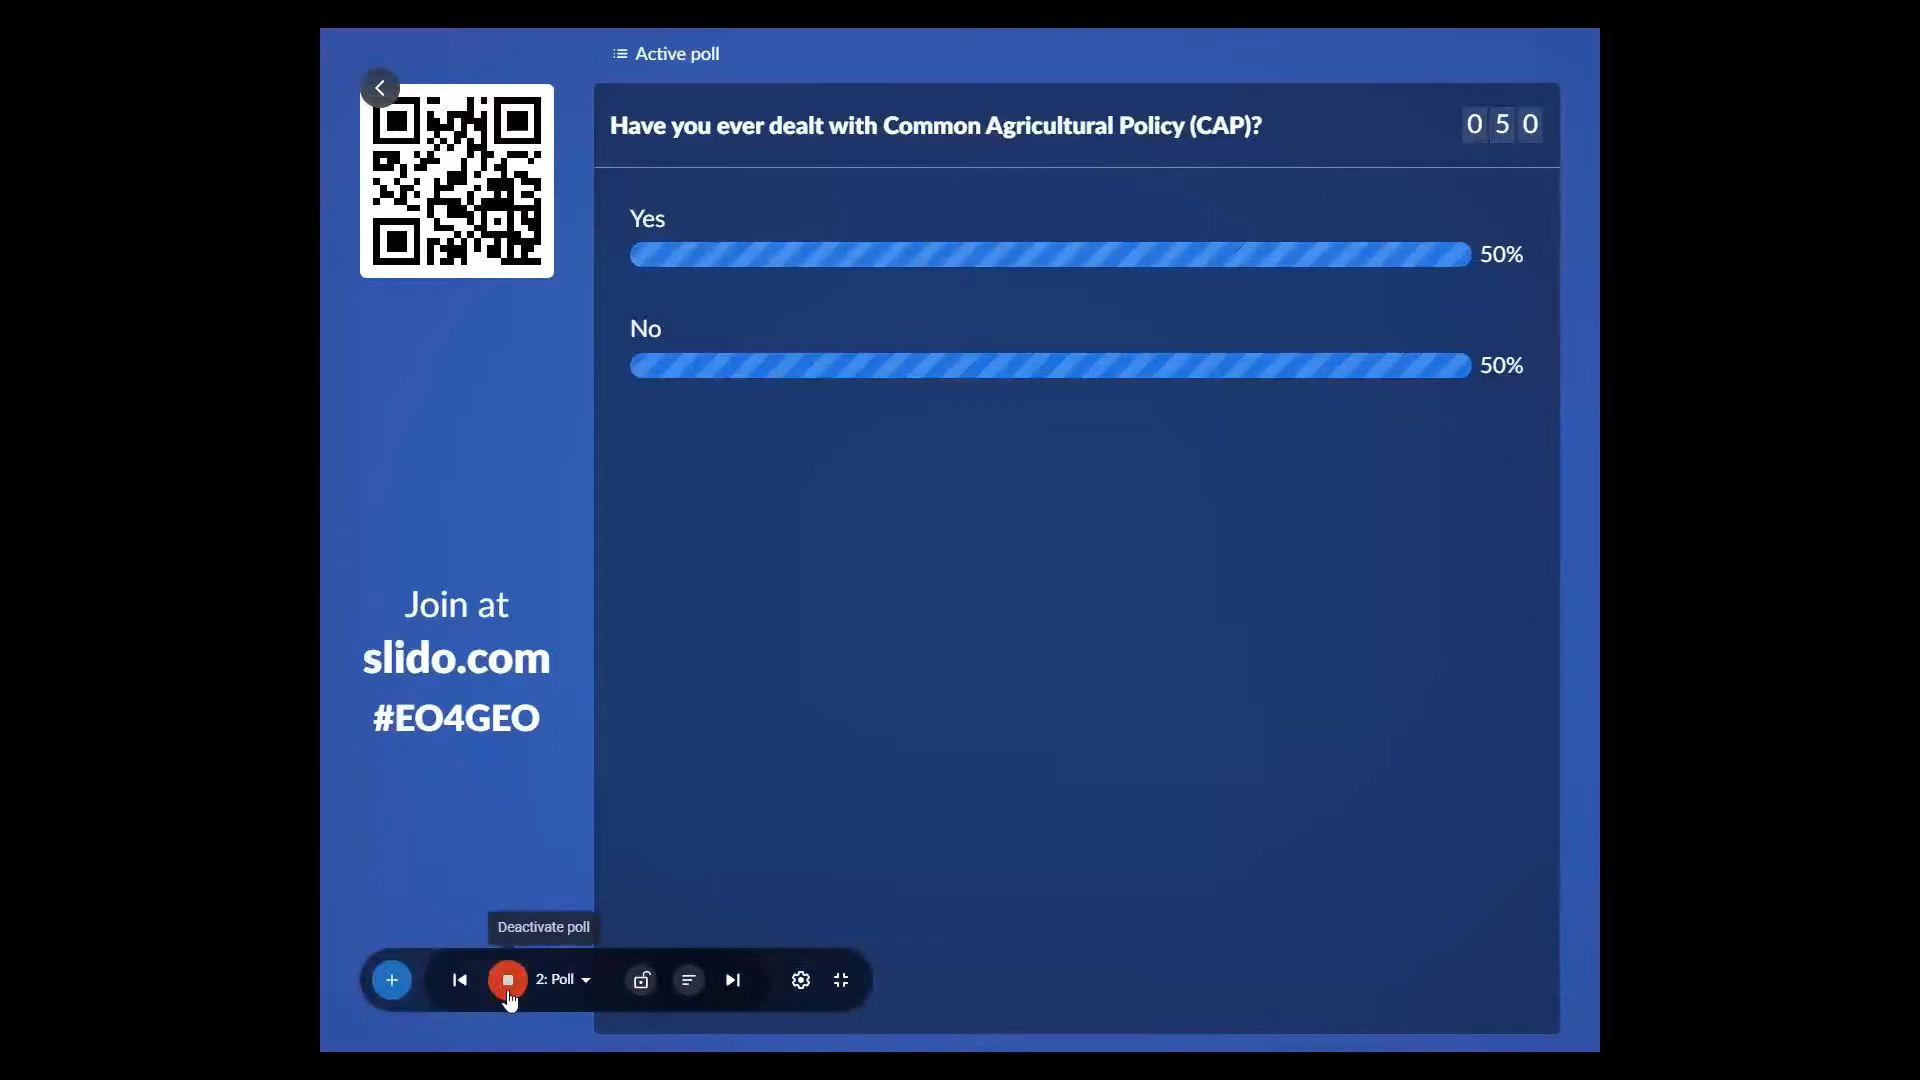 Active poll
Have you ever dealt with Common Agricultural Policy (CAP)?
050
Yes
50%
No
50%
Join at
slido.com
#EO4GEO
Deactivate poll
2: Poll